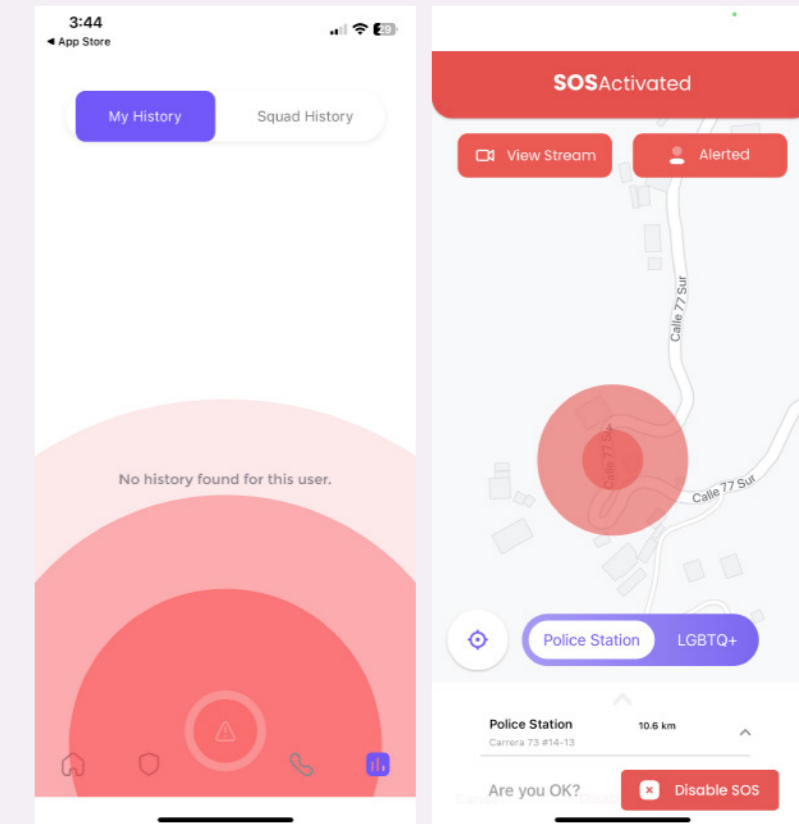 3:44
29
◀ App Store
My History
Squad History
No history found for this user.
SOSActivated
View Stream
Alerted
Calle 77 Sur
Calle 77 Su
Calle 77 Sur
Police Station
LGBTQ+
Police Station
10.6 km
Carrera 73 #14-13
Are you OK?
Disable SOS